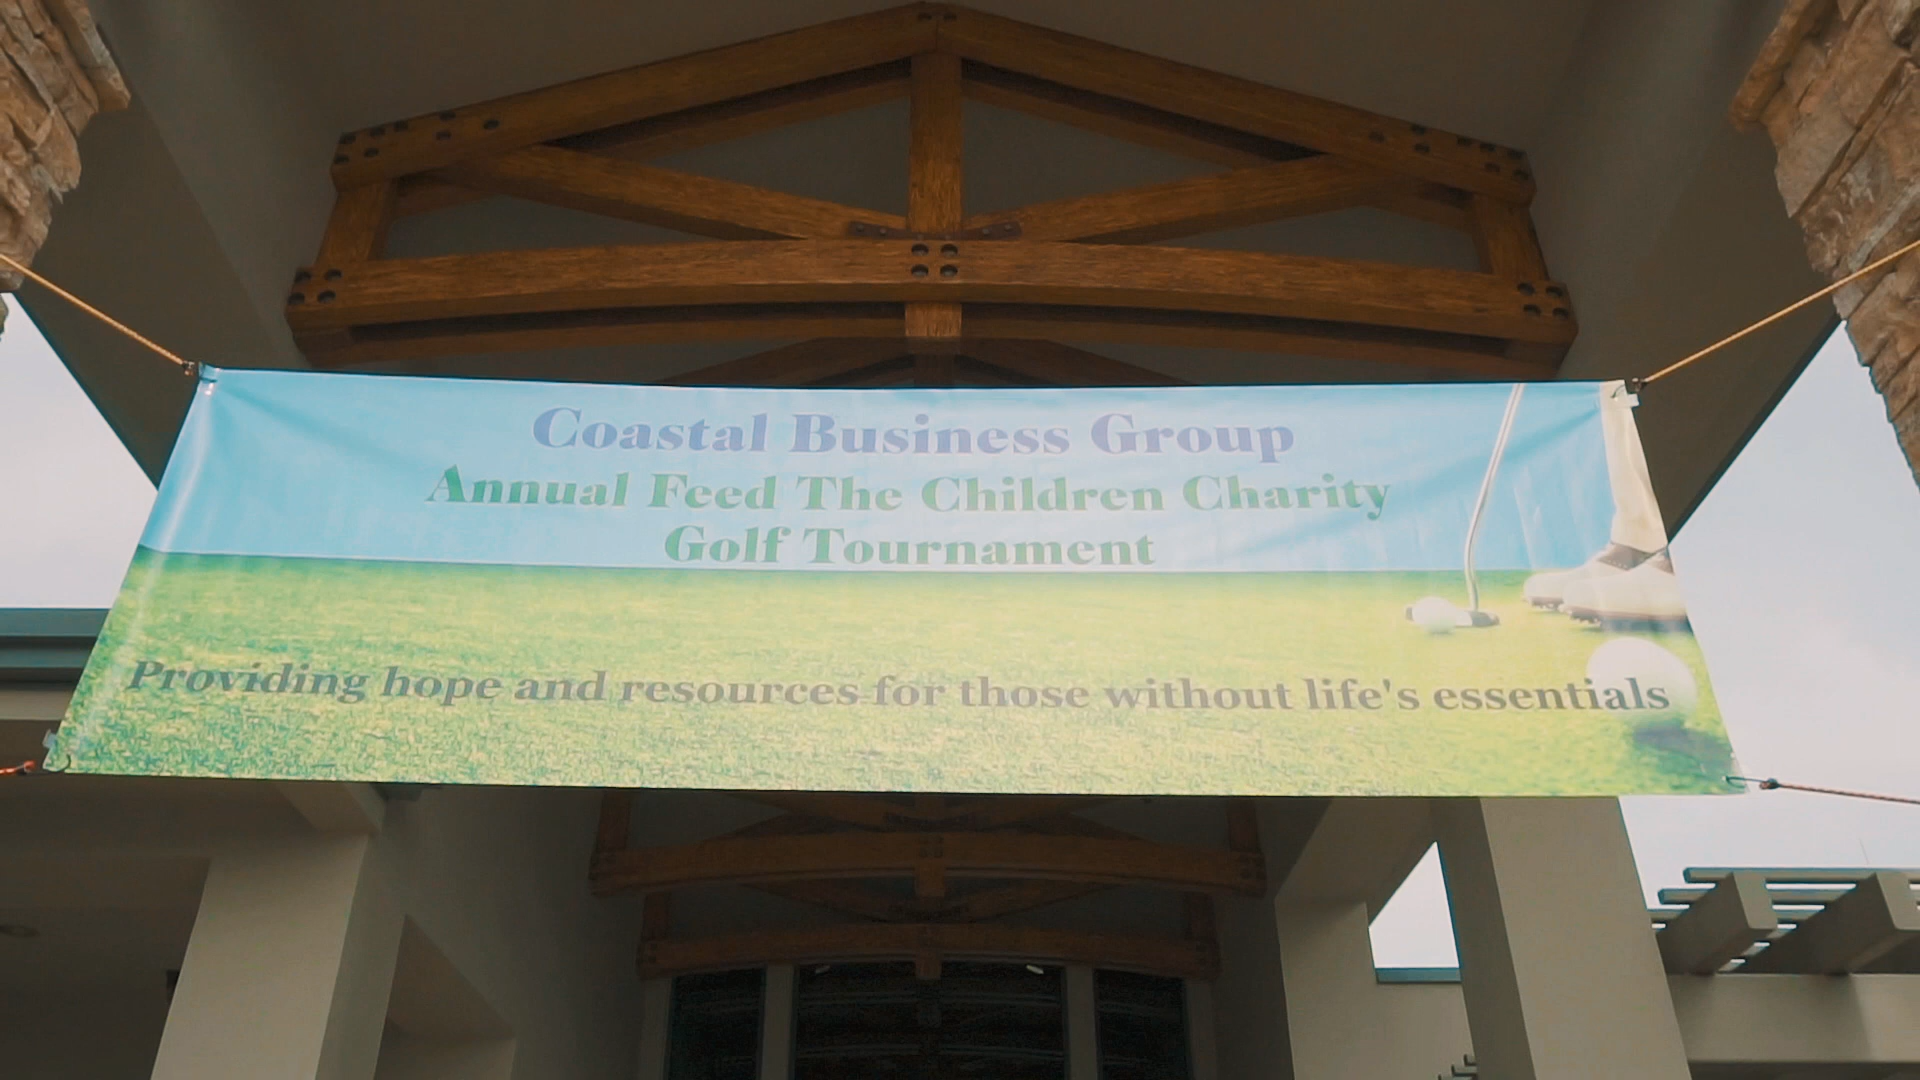 Coastal Business Group
Annual Feed The Children Charity
Golf Tournament
Providing hope and resources for those without life's essentials